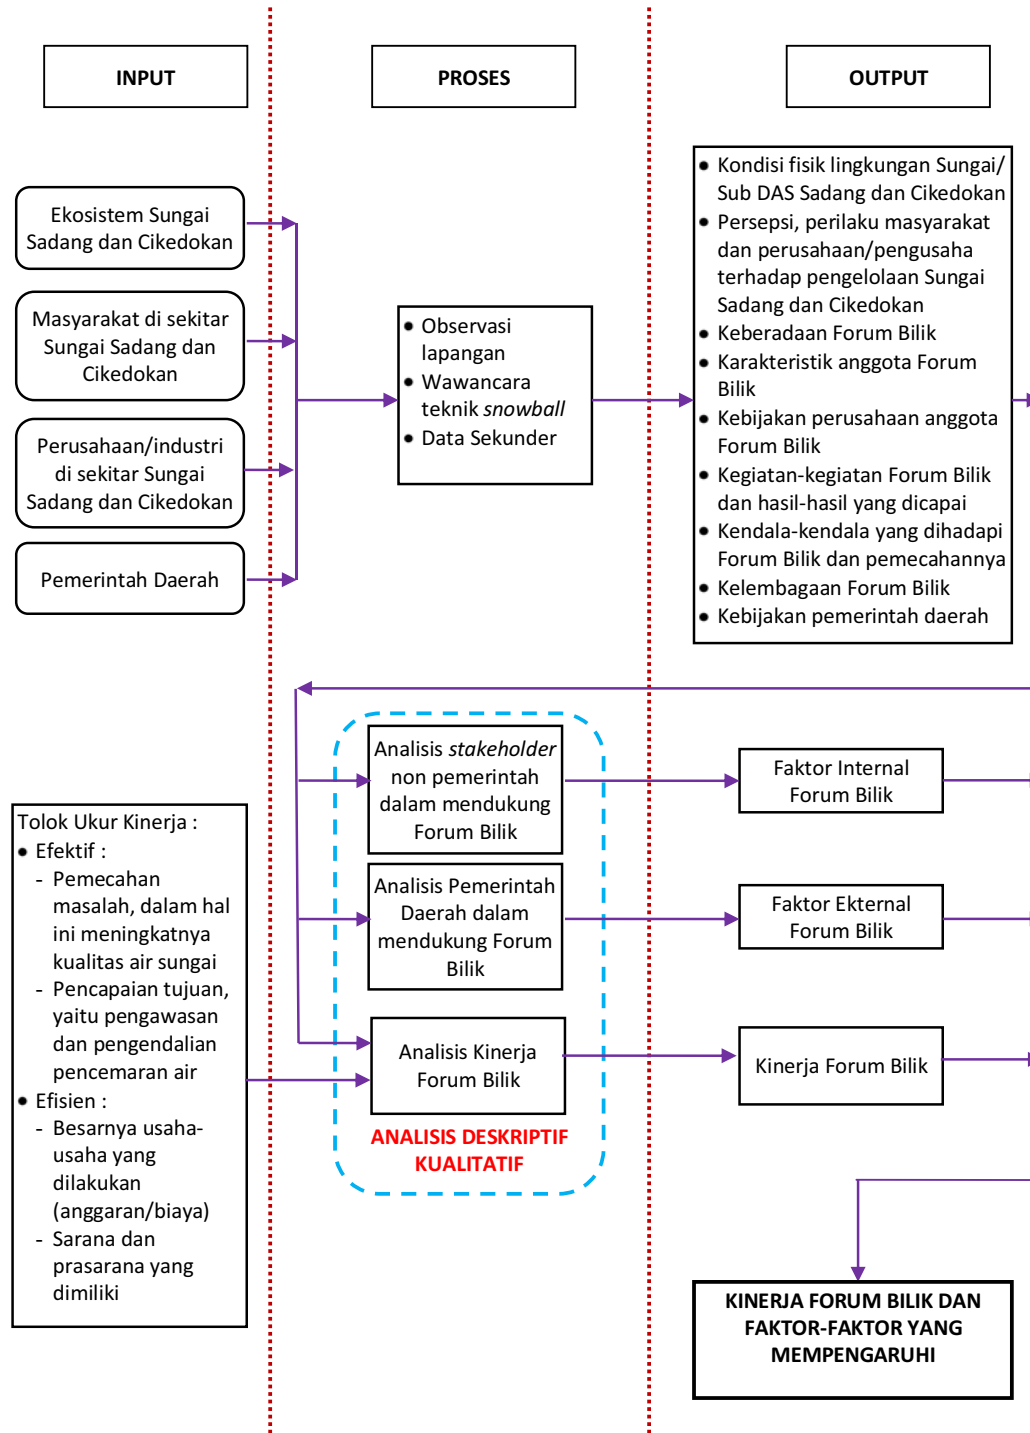 INPUT
PROSES
OUTPUT
Ekosistem Sungai
Sadang dan Cikedokan
Masyarakat di sekitar
Sungai Sadang dan
Cikedokan
Perusahaan/industri
di sekitar Sungai
Sadang dan Cikedokan
Pemerintah Daerah
• Observasi
lapangan
• Wawancara
teknik snowball
• Data Sekunder
• Kondisi fisik lingkungan Sungai/
Sub DAS Sadang dan Cikedokan
• Persepsi, perilaku masyarakat
dan perusahaan/pengusaha
terhadap pengelolaan Sungai
Sadang dan Cikedokan
• Keberadaan Forum Bilik
• Karakteristik anggota Forum
Bilik
• Kebijakan perusahaan anggota
Forum Bilik
• Kegiatan-kegiatan Forum Bilik
dan hasil-hasil yang dicapai
• Kendala-kendala yang dihadapi
Forum Bilik dan pemecahannya
• Kelembagaan Forum Bilik
• Kebijakan pemerintah daerah
Tolok Ukur Kinerja :
• Efektif :
- Pemecahan
masalah, dalam hal
ini meningkatnya
kualitas air sungai
- Pencapaian tujuan,
yaitu pengawasan
dan pengendalian
pencemaran air
• Efisien :
- Besarnya usaha-
usaha yang
dilakukan
(anggaran/biaya)
- Sarana dan
prasarana yang
dimiliki
Analisis stakeholder
non pemerintah
dalam mendukung
Forum Bilik
Analisis Pemerintah
Daerah dalam
mendukung Forum
Bilik
Analisis Kinerja
Forum Bilik
ANALISIS DESKRIPTIF
KUALITATIF
Faktor Internal
Forum Bilik
Faktor Ekternal
Forum Bilik
Kinerja Forum Bilik
KINERJA FORUM BILIK DAN
FAKTOR-FAKTOR YANG
MEMPENGARUHI